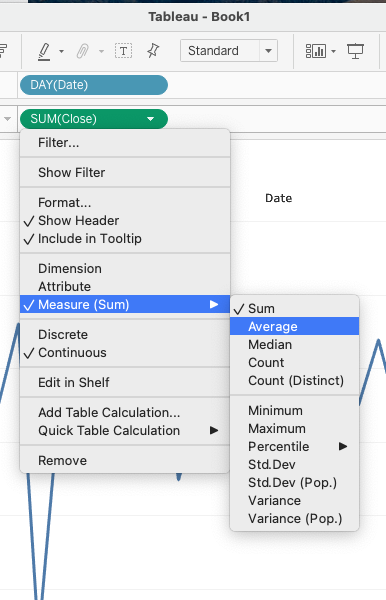 Tableau - Book1
T
Standard
DAY(Date)
SUM(Close)
Filter...
Show Filter
Format...
Show Header
Include in Tooltip
Dimension
Attribute
Measure (Sum)
Discrete
Continuous
Edit in Shelf
Add Table Calculation...
Quick Table Calculation
Remove
Date
Sum
Average
Median
Count
Count (Distinct)
Minimum
Maximum
Percentile
Std.Dev
Std.Dev (Pop.)
Variance
Variance (Pop.)